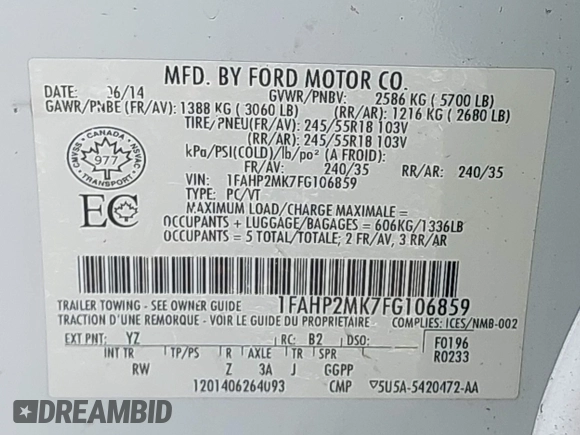 MFD. BY FORD MOTOR CO.
DATE: 06/14 GVWR/PNBV: 2586 KG ( 5700 LB)
GAWR/PNBE (FR/AV): 1388 KG ( 3060 LB) (RR/AR): 1216 KG ( 2680 LB)
TIRE/PNEU(FR/AV): 245/55R18 103V
(RR/AR): 245/55R18 103V
kPa/PSI(COLD)/lb/po² (A FROID):
FR/AV: 240/35 RR/AR: 240/35
VIN: 1FAHP2MK7FG106859
TYPE: PC/VT
MAXIMUM LOAD/CHARGE MAXIMALE =
OCCUPANTS + LUGGAGE/BAGAGES = 606KG/1336LB
OCCUPANTS = 5 TOTAL/TOTALE; 2 FR/AV, 3 RR/AR
CMVSS · CANADA · NSVAC
977
TRANSPORT
EC
TRAILER TOWING - SEE OWNER GUIDE 1FAHP2MK7FG106859
TRACTION D'UNE REMORQUE - VOIR LE GUIDE COMPLIES: ICES/NMB-002
EXT PNT: YZ RC: B2 DSO: F0196
INT TR TP/PS R AXLE TR SPR R0233
RW Z 3A J GGPP
1201406264093 CMP 5U5A-5420472-AA
DREAMBID